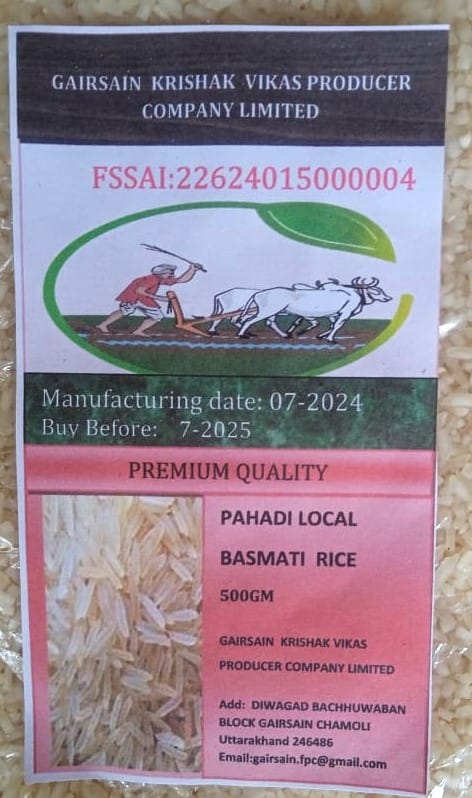 GAIRSAIN KRISHAK VIKAS PRODUCER
COMPANY LIMITED
FSSAI:22624015000004
Manufacturing date: 07-2024
Buy Before: 7-2025
PREMIUM QUALITY
PAHADI LOCAL
BASMATI RICE
500GM
GAIRSAIN KRISHAK VIKAS
PRODUCER COMPANY LIMITED
Add: DIWAGAD BACHHUWABAN
BLOCK GAIRSAIN CHAMOLI
Uttarakhand 246486
Email:gairsain.fpc@gmail.com